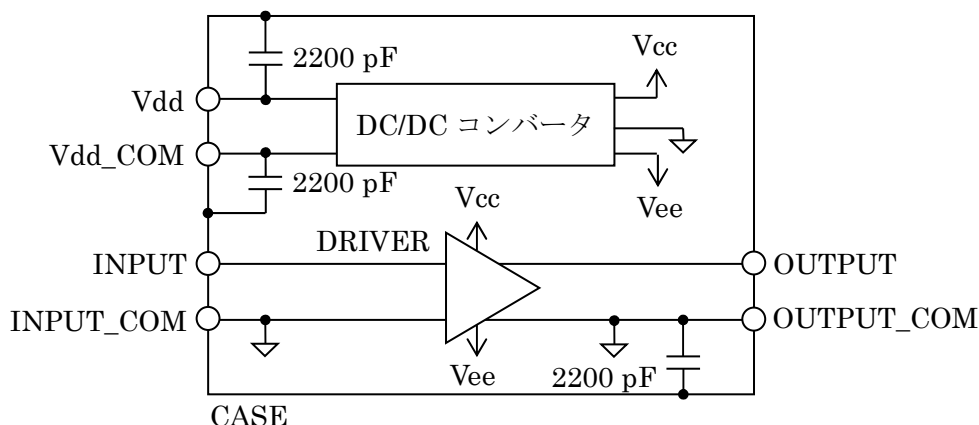 2200 pF
Vcc
Vdd
DC/DC コンバータ
Vdd_COM
2200 pF
Vee
Vcc
DRIVER
INPUT
OUTPUT
INPUT_COM
OUTPUT_COM
Vee
2200 pF
CASE